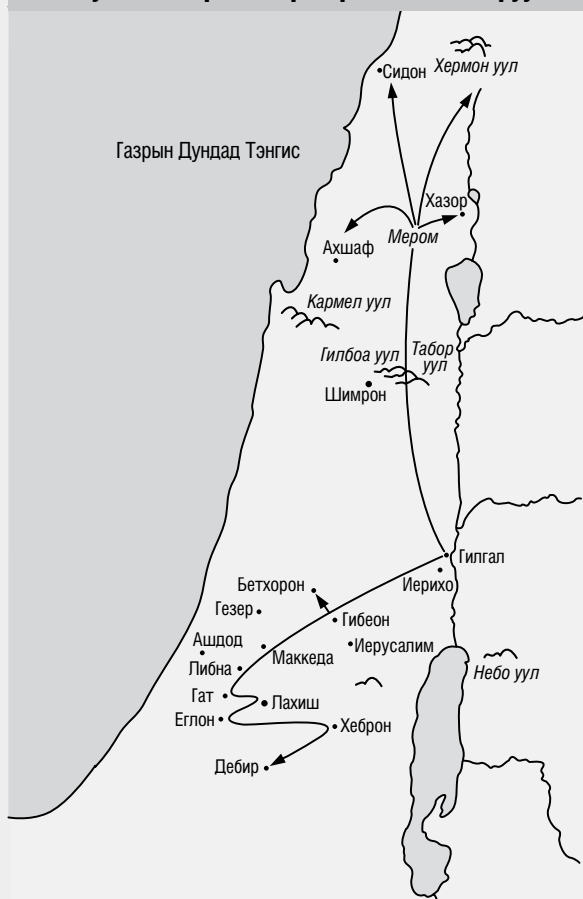 Сидон
Хермон уул
Газрын Дундад Тэнгис
Хазор
Мером
Ахшаф
Кармел уул
Гилбоа уул
Табор
уул
Шимрон
Гилгал
Иерихо
Бетхорон
Гезер
Гибеон
Ашдод
Иерусалим
Маккеда
Либна
Небо уул
Гат
Лахиш
Еглон
Хеброн
Дебир